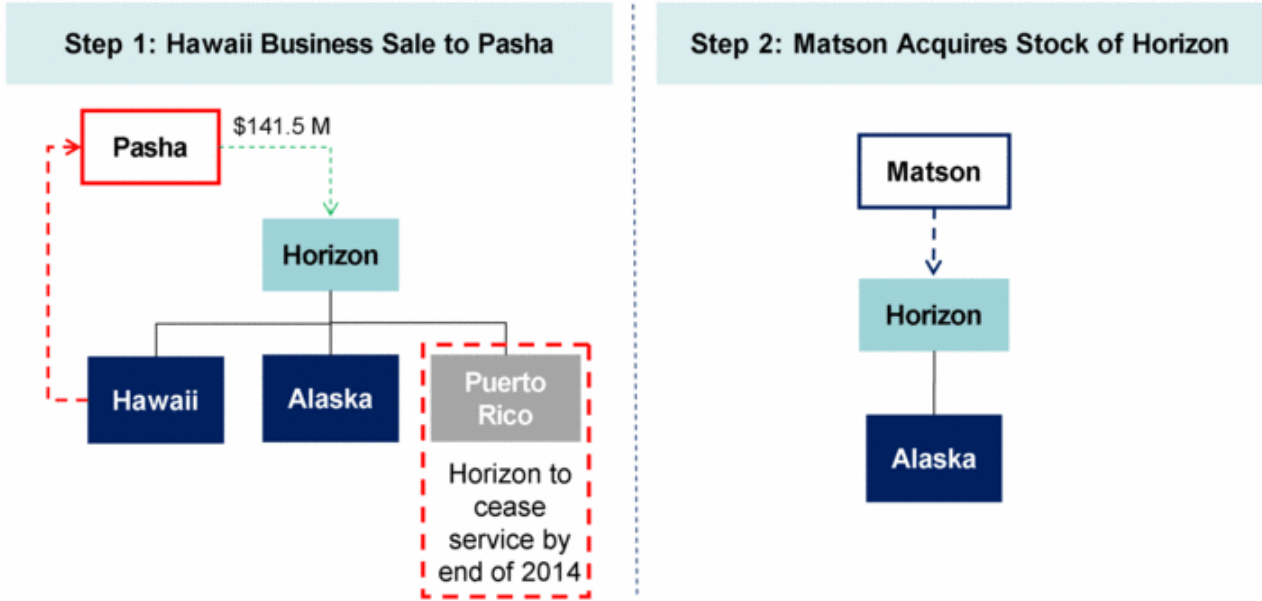 Step 1: Hawaii Business Sale to Pasha
Pasha
$141.5 M
Horizon
Hawaii
Alaska
Puerto
Rico
Horizon to
cease
service by
end of 2014
Step 2: Matson Acquires Stock of Horizon
Matson
Horizon
Alaska